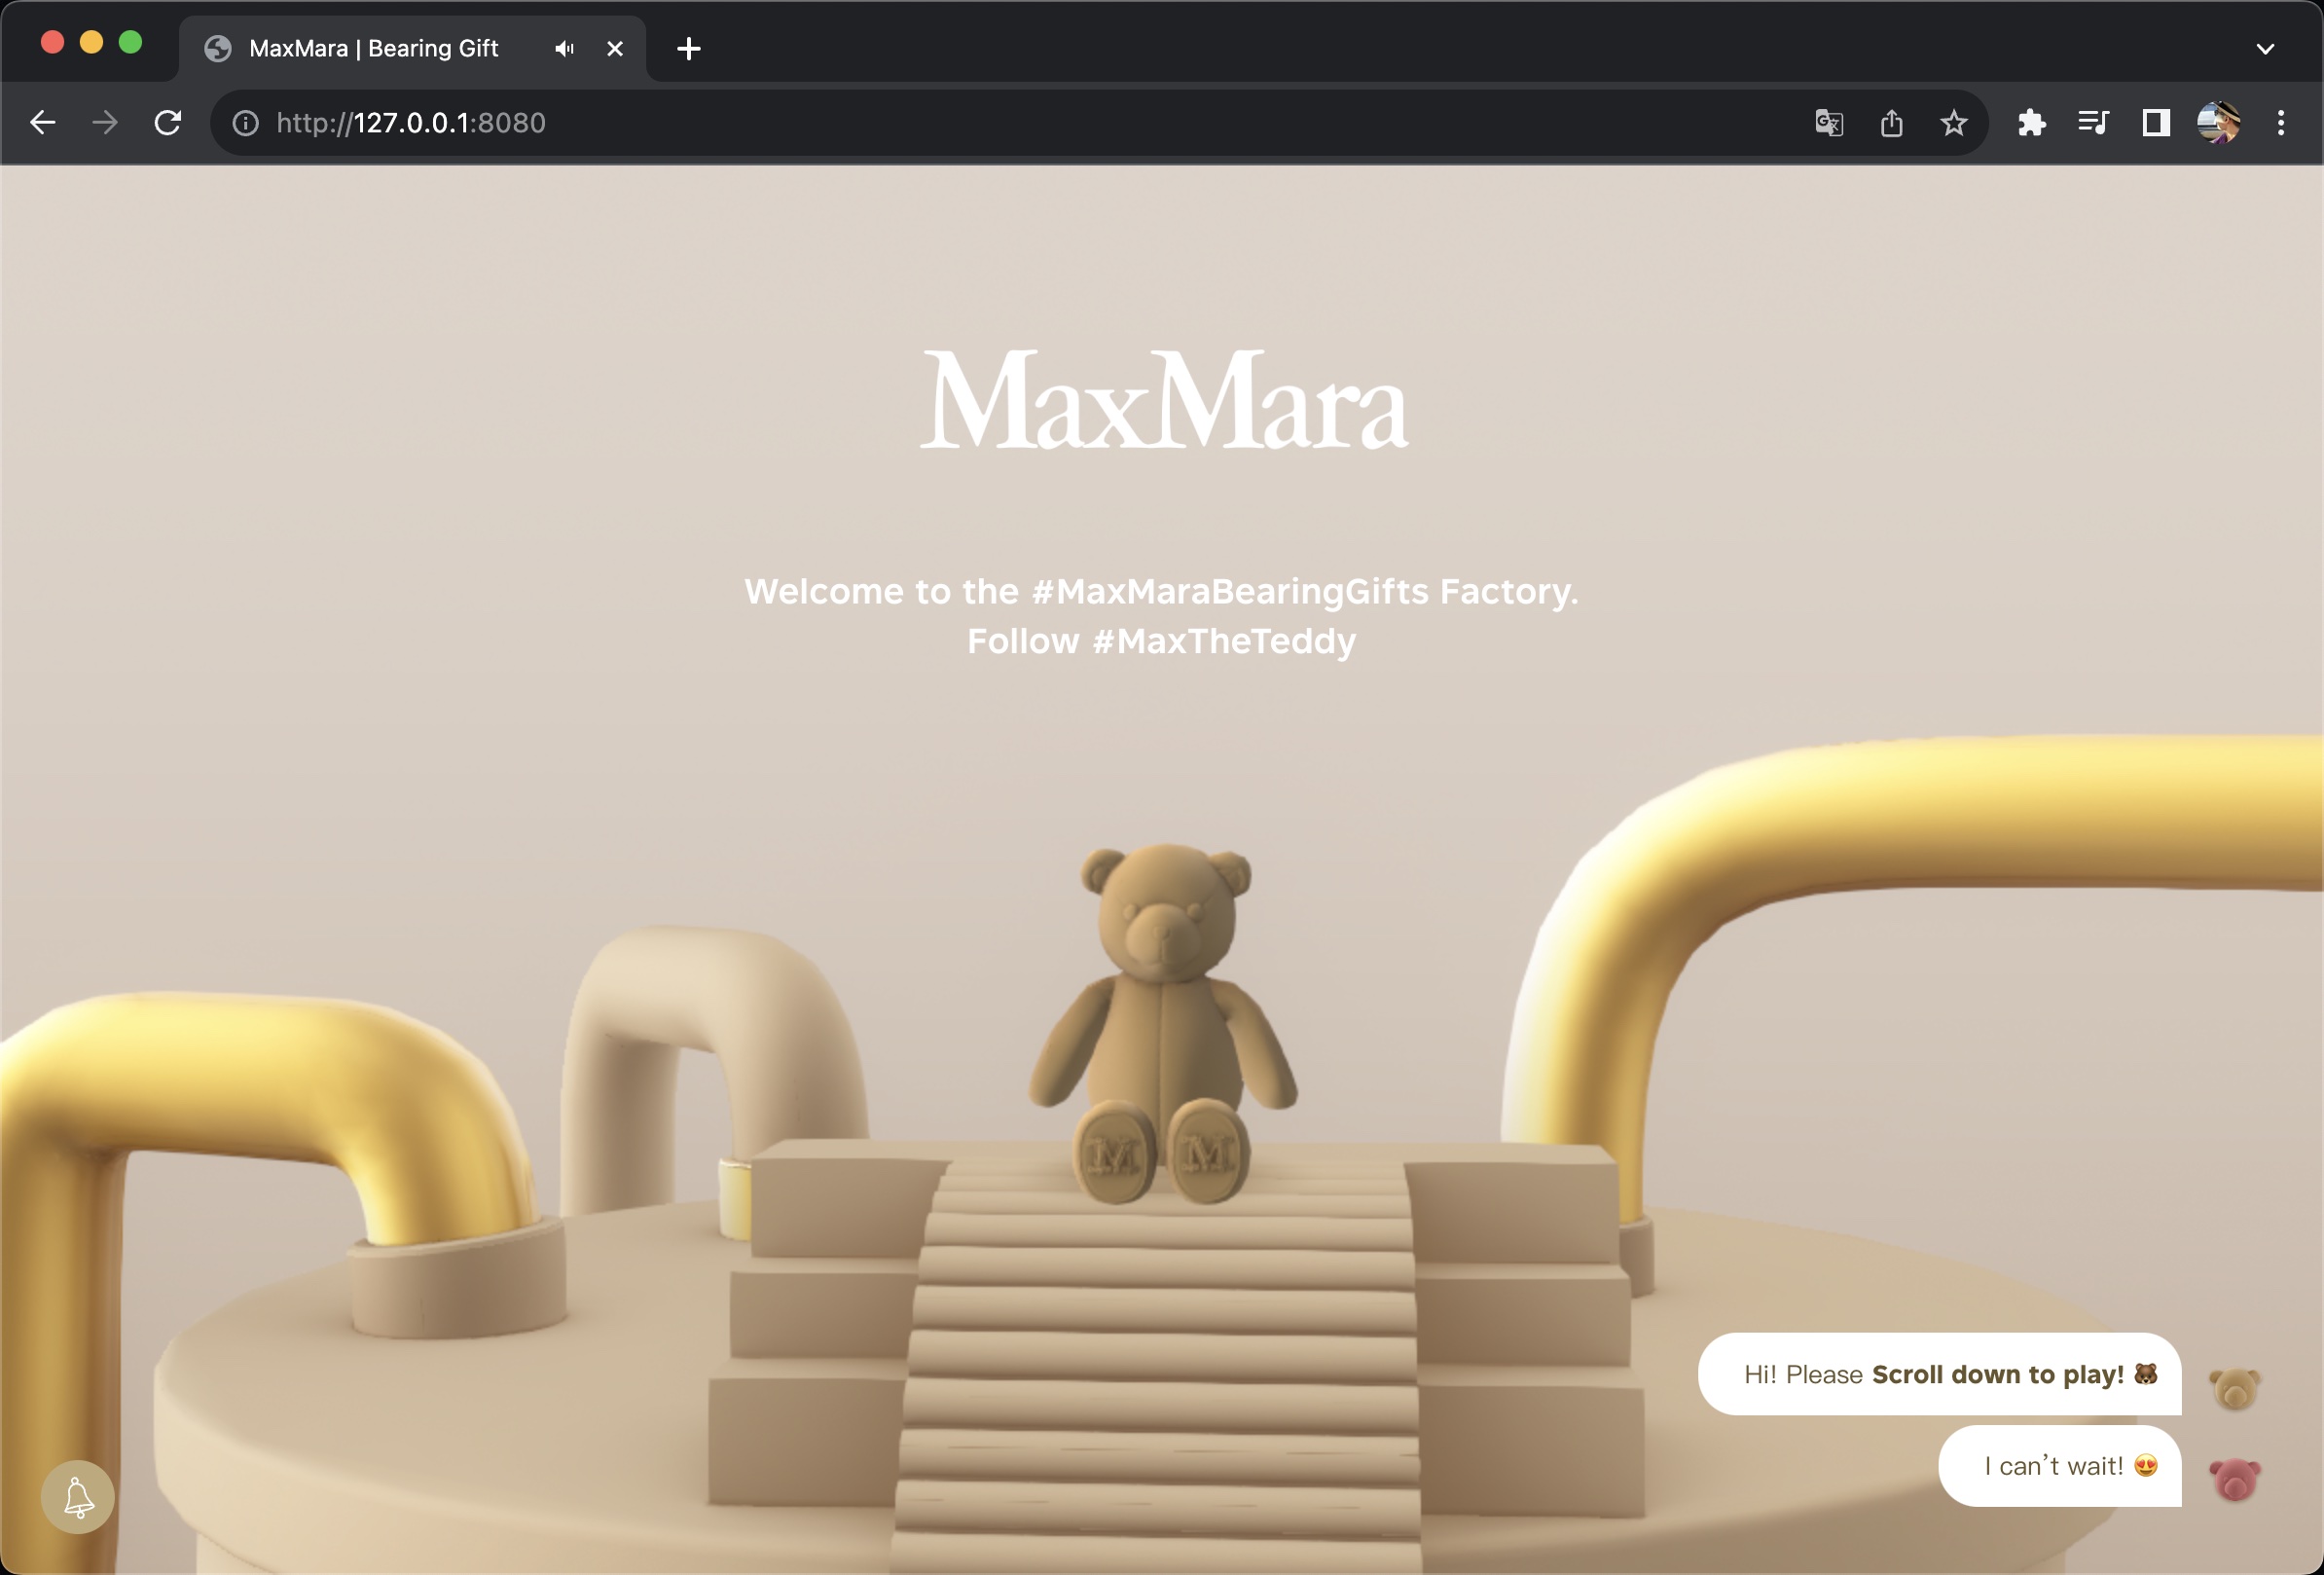 MaxMara | Bearing Gift
http://127.0.0.1:8080
MaxMara
Welcome to the #MaxMaraBearingGifts Factory.
Follow #MaxTheTeddy
M M
Hi! Please Scroll down to play! 🐻
I can’t wait! 😍